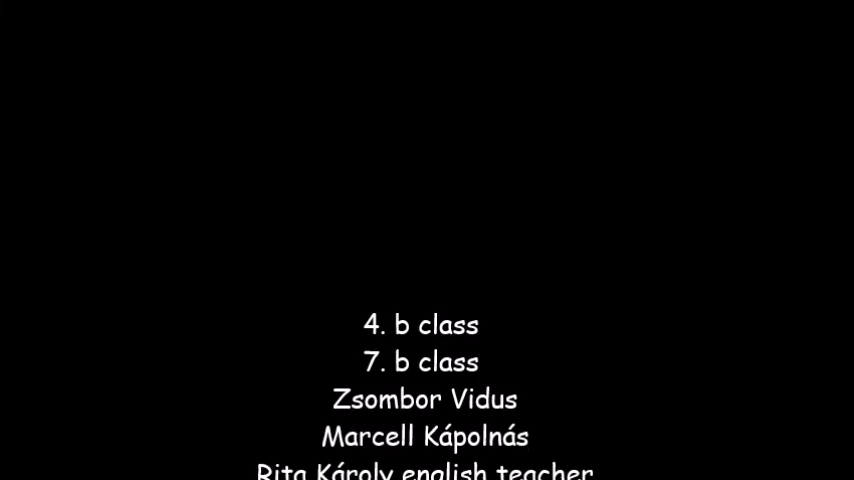 4. b class
7. b class
Zsombor Vidus
Marcell Kápolnás
Rita Károly english teacher